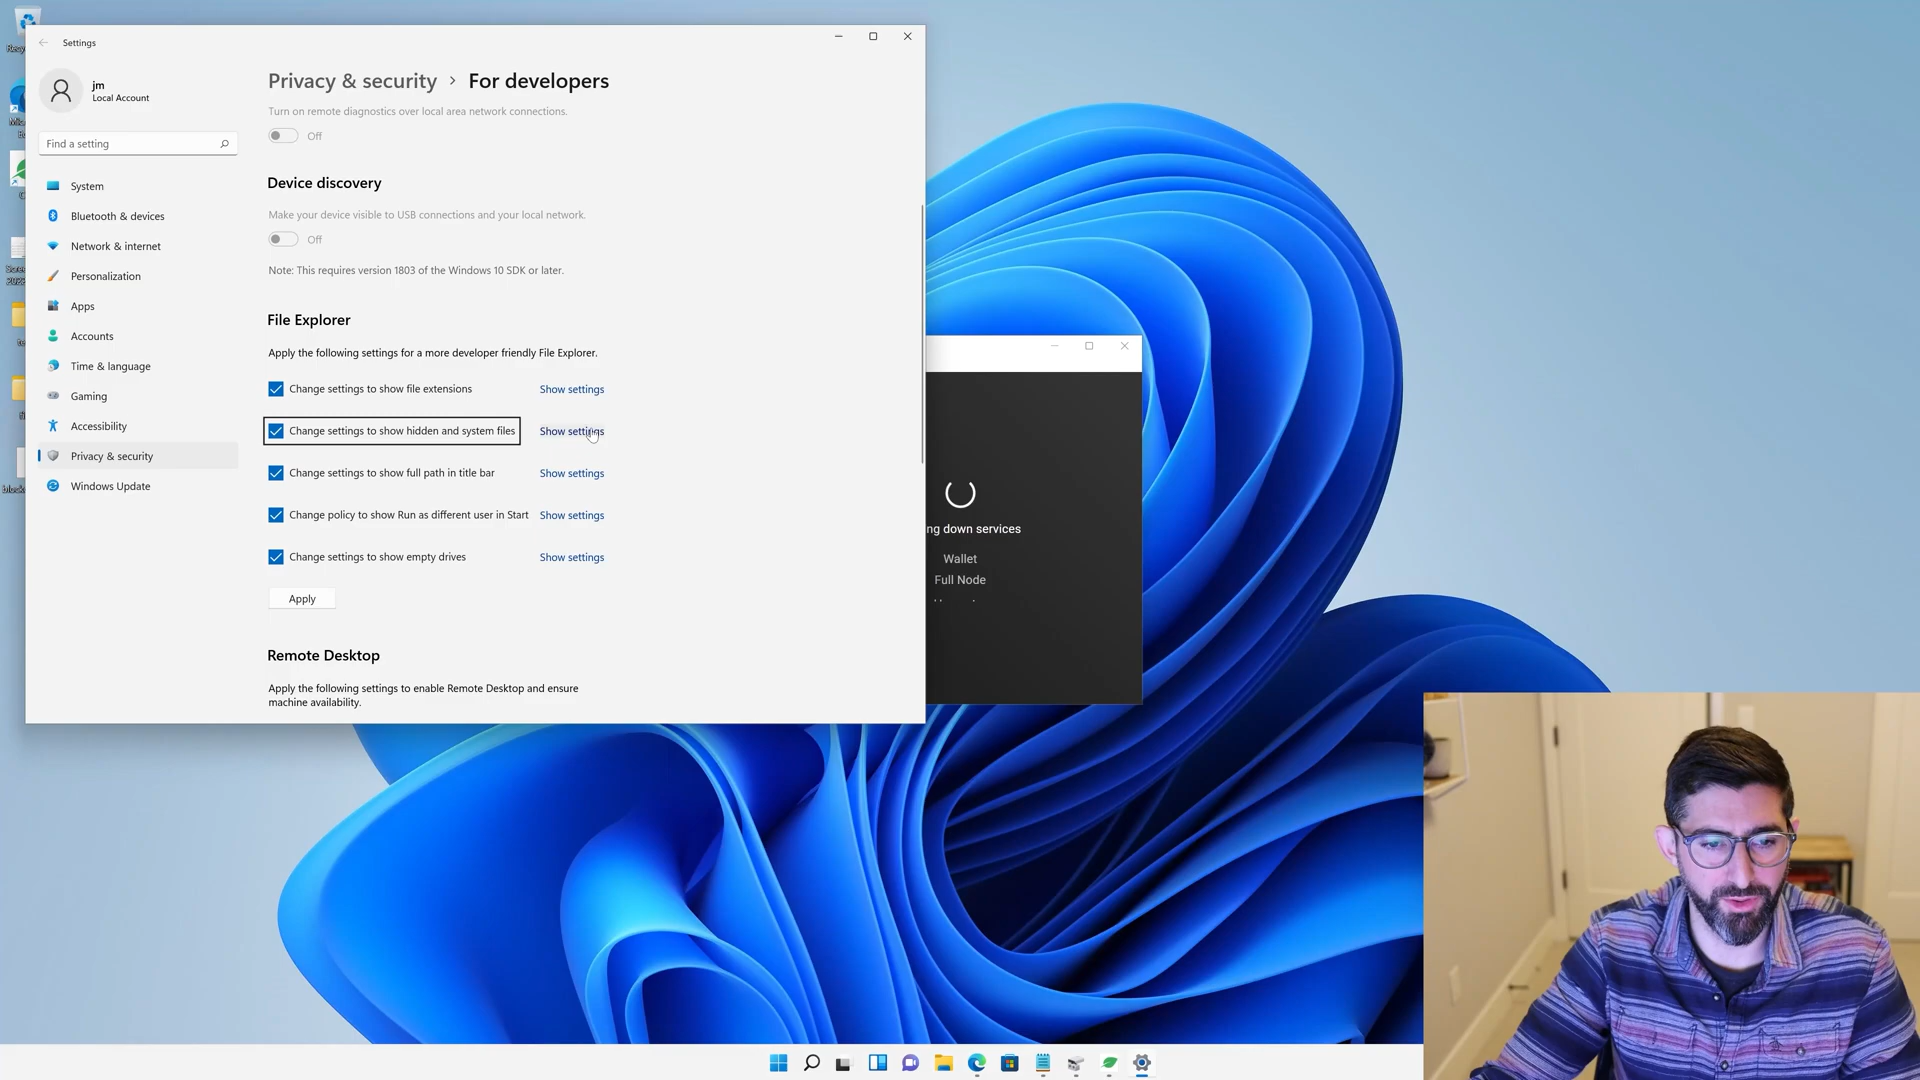 Settings
jm
Local Account
Find a setting
System
Bluetooth & devices
Network & internet
Personalization
Apps
Accounts
Time & language
Gaming
Accessibility
Privacy & security
Windows Update
Privacy & security > For developers
Turn on remote diagnostics over local area network connections.
Off
Device discovery
Make your device visible to USB connections and your local network.
Off
Note: This requires version 1803 of the Windows 10 SDK or later.
File Explorer
Apply the following settings for a more developer friendly File Explorer.
Change settings to show file extensions Show settings
Change settings to show hidden and system files Show settings
Change settings to show full path in title bar Show settings
Change policy to show Run as different user in Start Show settings
Change settings to show empty drives Show settings
Apply
Remote Desktop
Apply the following settings to enable Remote Desktop and ensure
machine availability.
ng down services
Wallet
Full Node